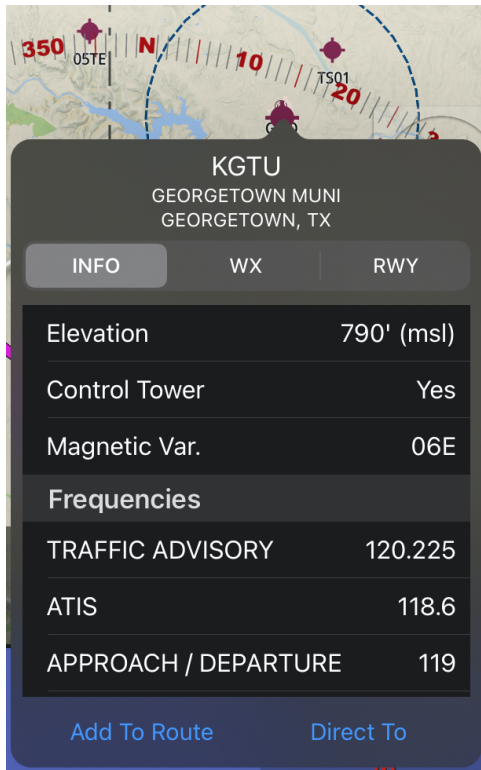 350
N
10
20
05TE
TS01
KGTU
GEORGETOWN MUNI
GEORGETOWN, TX
INFO
WX
RWY
Elevation
790' (msl)
Control Tower
Yes
Magnetic Var.
06E
Frequencies
TRAFFIC ADVISORY
120.225
ATIS
118.6
APPROACH / DEPARTURE
119
Add To Route
Direct To